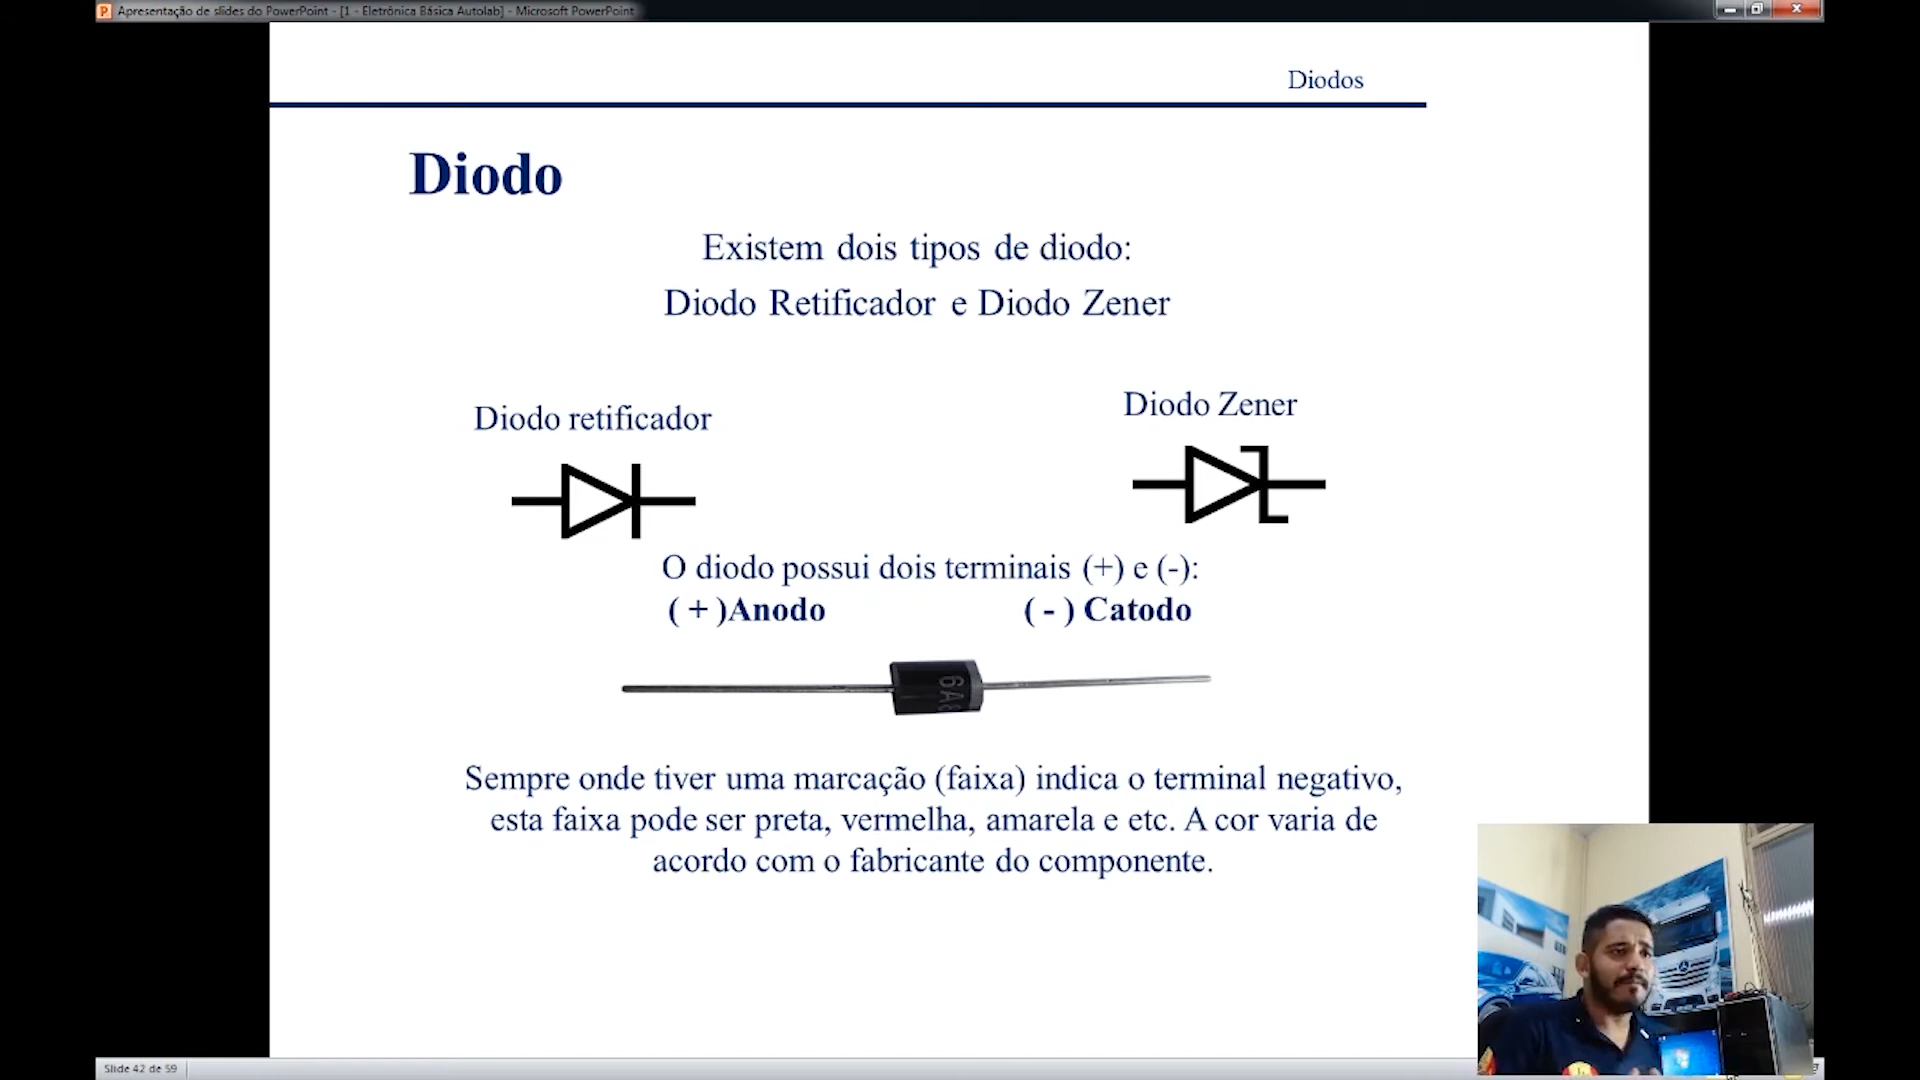 Apresentação de slides do PowerPoint - [1 - Eletrônica Básica Autolab] - Microsoft PowerPoint
Diodos
Diodo
Existem dois tipos de diodo:
Diodo Retificador e Diodo Zener
Diodo retificador
Diodo Zener
O diodo possui dois terminais (+) e (-):
( + )Anodo ( - ) Catodo
6A
Sempre onde tiver uma marcação (faixa) indica o terminal negativo,
esta faixa pode ser preta, vermelha, amarela e etc. A cor varia de
acordo com o fabricante do componente.
Slide 42 de 59